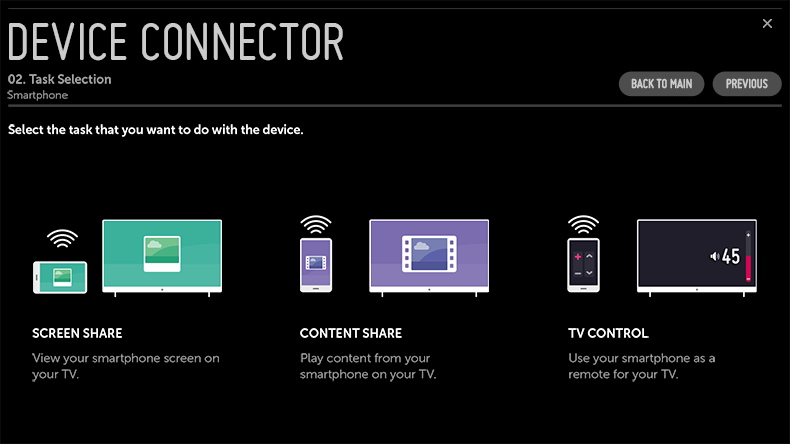 DEVICE CONNECTOR
02. Task Selection
Smartphone
BACK TO MAIN
PREVIOUS
Select the task that you want to do with the device.
45
SCREEN SHARE
View your smartphone screen on
your TV.
CONTENT SHARE
Play content from your
smartphone on your TV.
TV CONTROL
Use your smartphone as a
remote for your TV.